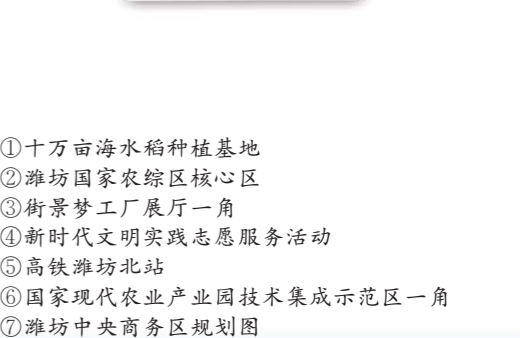 ①十万亩海水稻种植基地
②潍坊国家农综区核心区
③街景梦工厂展厅一角
④新时代文明实践志愿服务活动
⑤高铁潍坊北站
⑥国家现代农业产业园技术集成示范区一角
⑦潍坊中央商务区规划图